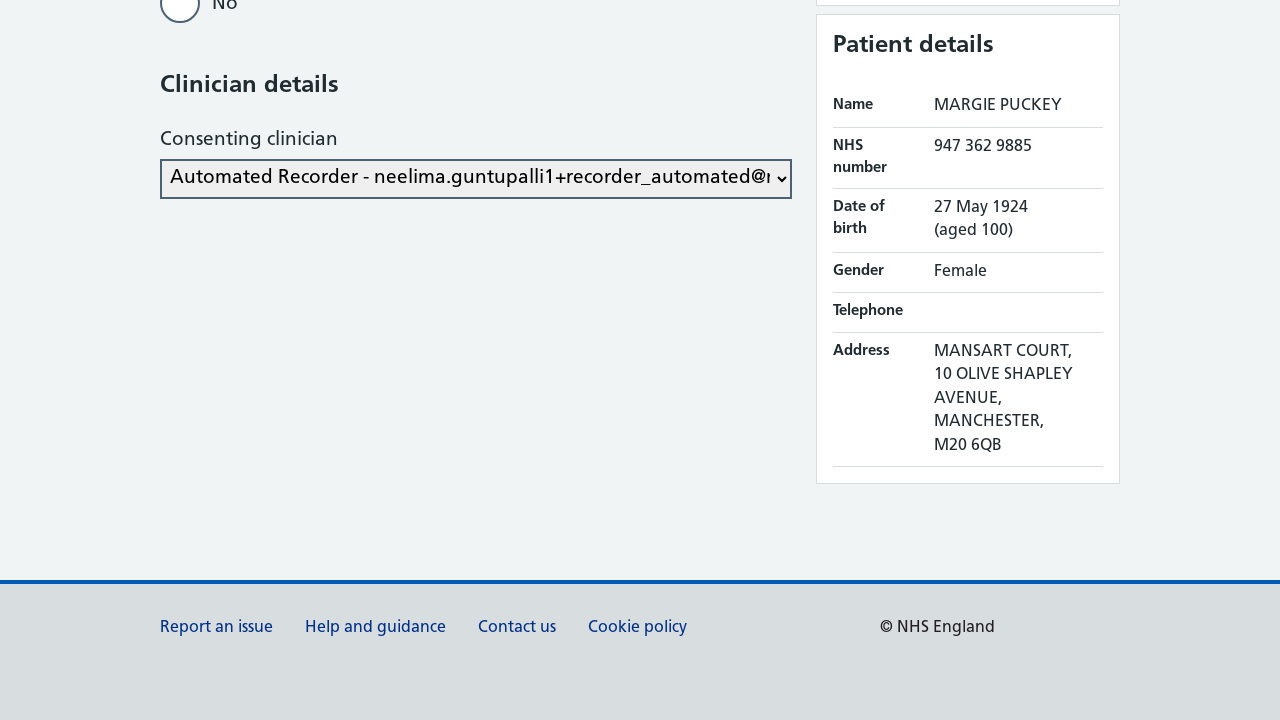 No
Clinician details
Consenting clinician
Automated Recorder - neelima.guntupalli1+recorder_automated@
Patient details
Name MARGIE PUCKEY
NHS number 947 362 9885
Date of birth 27 May 1924 (aged 100)
Gender Female
Telephone
Address MANSART COURT,
10 OLIVE SHAPLEY
AVENUE,
MANCHESTER,
M20 6QB
Report an issue Help and guidance Contact us Cookie policy © NHS England